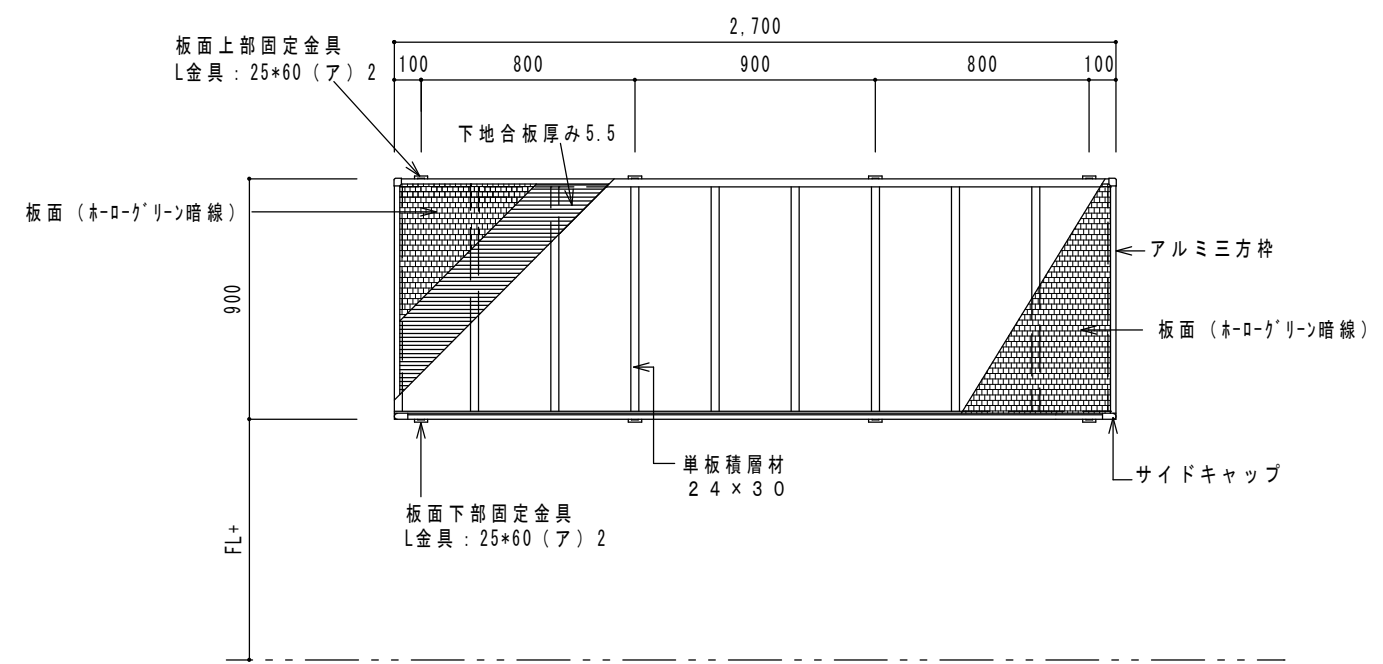 2,700
板面上部固定金具
L金具：25*60（ア）2
100
800
900
800
100
下地合板厚み5.5
板面（ﾎｰﾛｰｸﾞﾘｰﾝ暗線）
アルミ三方枠
900
板面（ﾎｰﾛｰｸﾞﾘｰﾝ暗線）
単板積層材
２４×３０
サイドキャップ
板面下部固定金具
L金具：25*60（ア）2
FL+